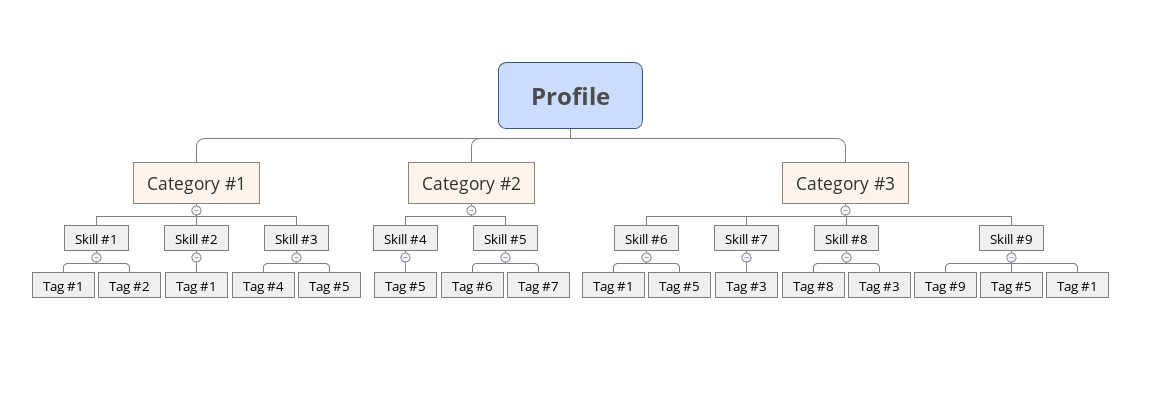 Profile
Category #1
Category #2
Category #3
Skill #1
Skill #2
Skill #3
Skill #4
Skill #5
Skill #6
Skill #7
Skill #8
Skill #9
Tag #1
Tag #2
Tag #1
Tag #4
Tag #5
Tag #5
Tag #6
Tag #7
Tag #1
Tag #5
Tag #3
Tag #8
Tag #3
Tag #9
Tag #5
Tag #1